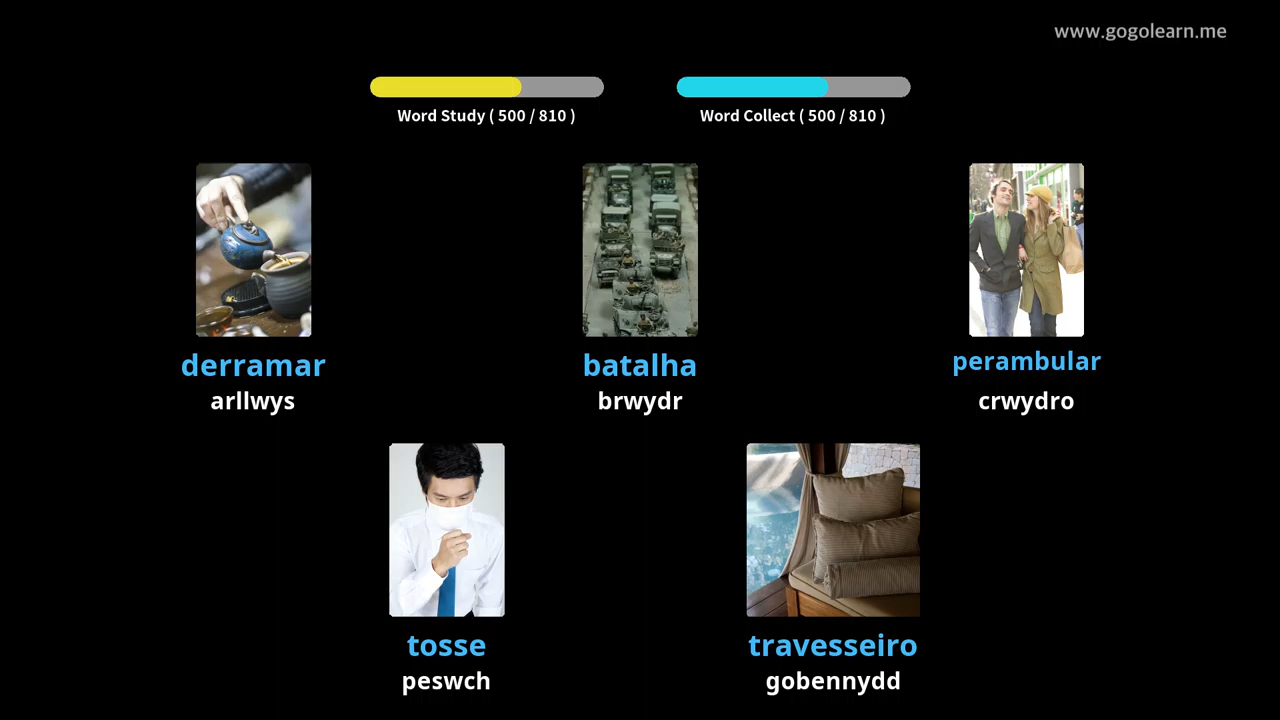 www.gogolearn.me
Word Study ( 500 / 810 )
Word Collect ( 500 / 810 )
derramar
arllwys
batalha
brwydr
perambular
crwydro
tosse
peswch
travesseiro
gobennydd